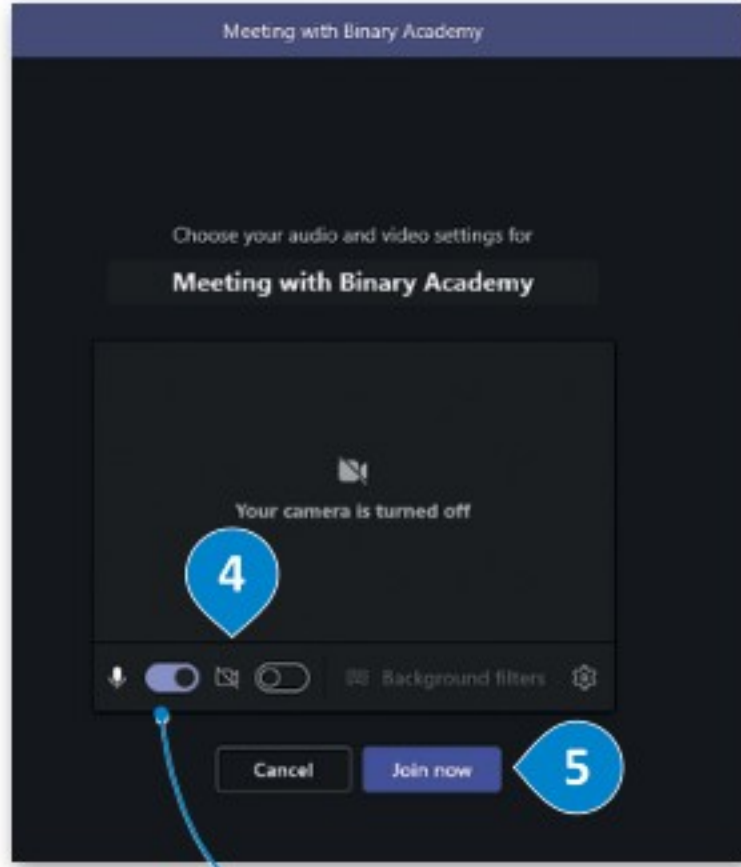 Meeting with Binary Academy
Choose your audio and video settings for
Meeting with Binary Academy
Your camera is turned off
4
Background filters
Cancel
Join now
5